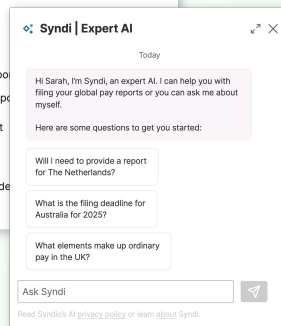 Syndi | Expert AI
Today
Hi Sarah, I'm Syndi, an expert AI. I can help you with
filing your global pay reports or you can ask me about
myself.
Here are some questions to get you started:
Will I need to provide a report
for The Netherlands?
What is the filing deadline for
Australia for 2025?
What elements make up ordinary
pay in the UK?
Ask Syndi
Read Syndio's AI privacy policy or learn about Syndi.